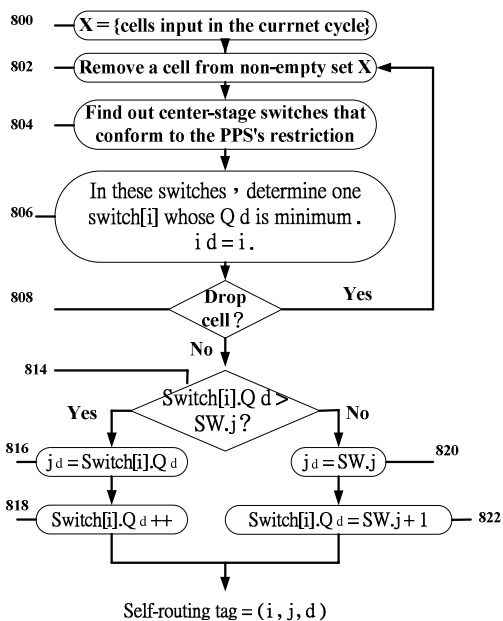 800
X = {cells input in the currnet cycle}
802
Remove a cell from non-empty set X
804
Find out center-stage switches that
conform to the PPS's restriction
806
In these switches，determine one
switch[i] whose Q d is minimum .
i d = i.
808
Drop
cell?
Yes
No
814
Switch[i].Q d >
SW.j?
Yes
No
816
j d = Switch[i].Q d
j d = SW.j
820
818
Switch[i].Q d ++
Switch[i].Q d = SW.j + 1
822
Self-routing tag = ( i , j , d )